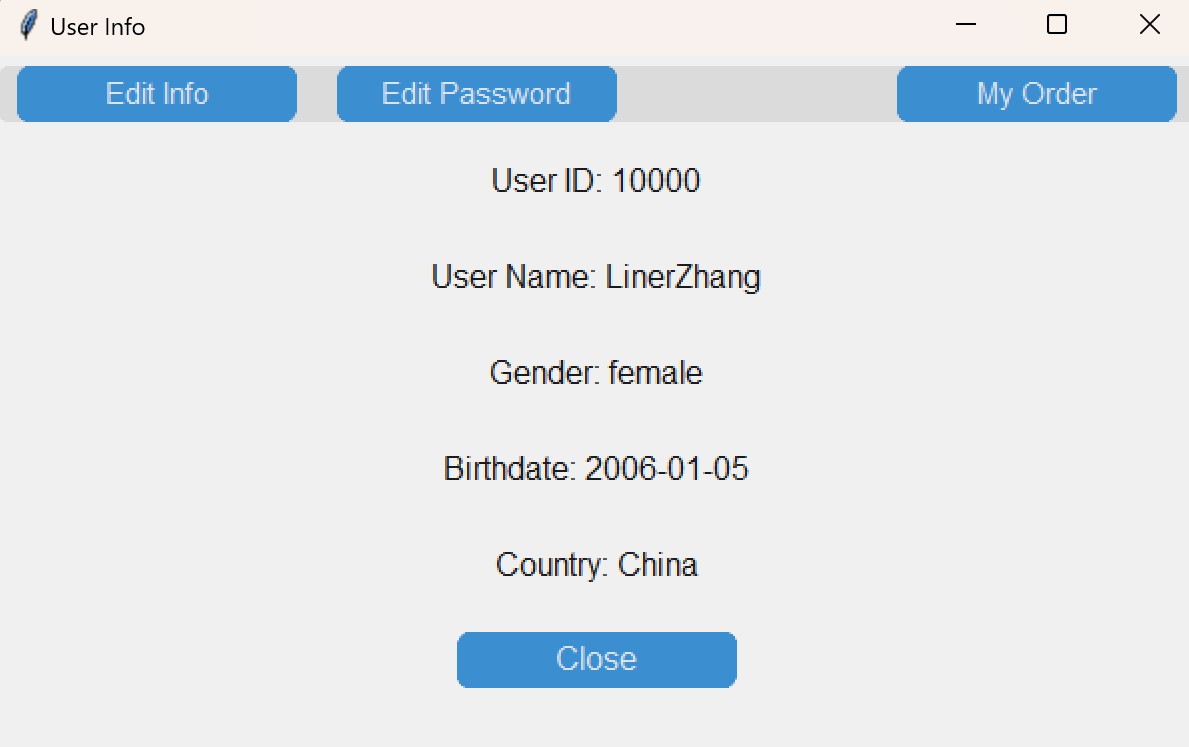 User Info
Edit Info Edit Password My Order
User ID: 10000
User Name: LinerZhang
Gender: female
Birthdate: 2006-01-05
Country: China
Close